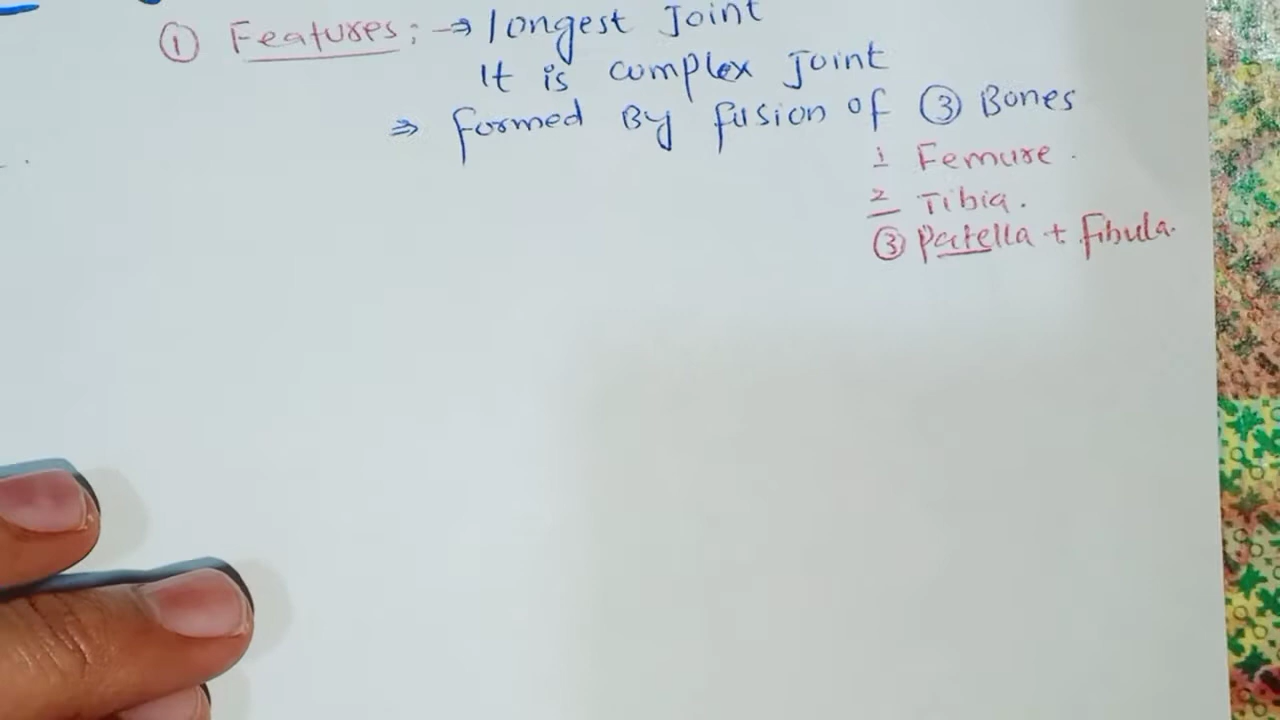 ① Features: → longest Joint
It is complex Joint
⇒ formed By fusion of ③ Bones
1 Femure.
2 Tibia.
③ Patella + fibula.